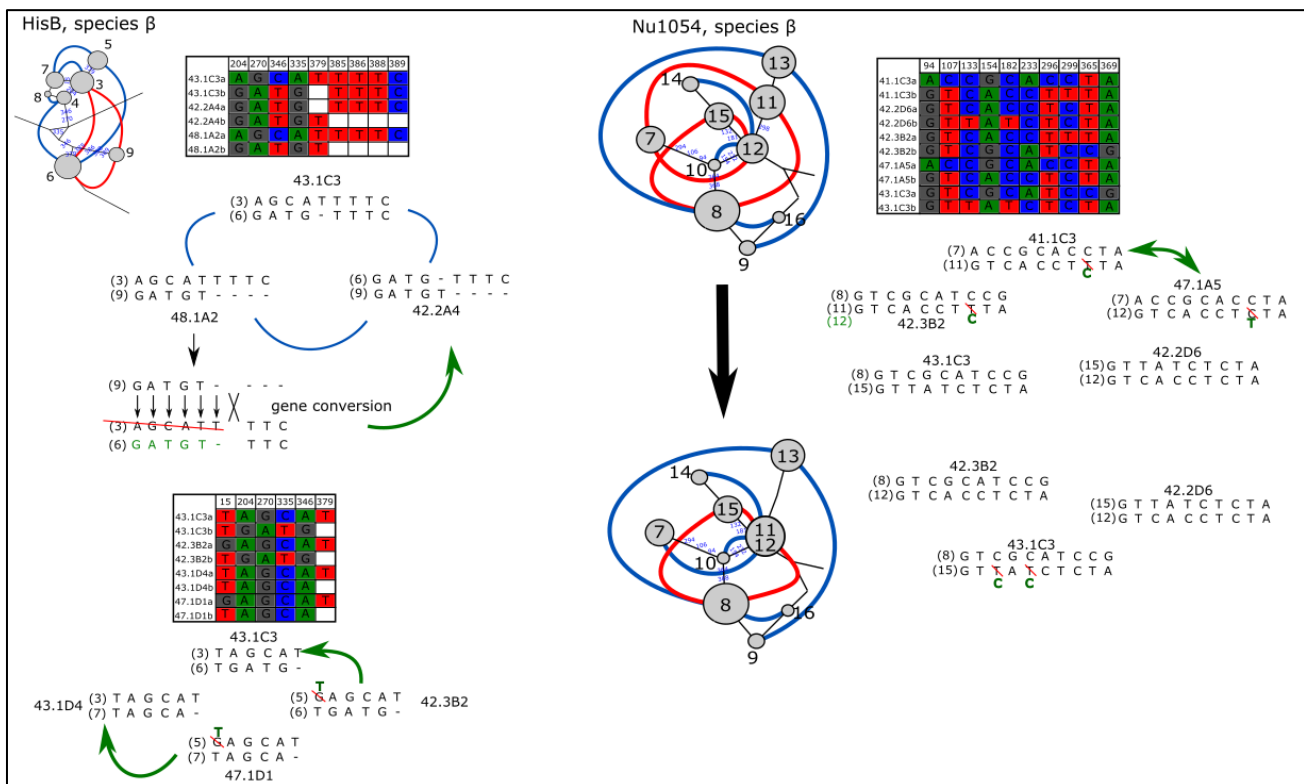 HisB, species β
5
7
3
8
4
9
6
204 270 346 335 379 385 386 388 389
43.1C3a A G C A T T T T C
43.1C3b G A T G T T T C
42.2A4a G A T G T T T C
42.2A4b G A T G T
48.1A2a A G C A T T T T C
48.1A2b G A T G T
43.1C3
(3) A G C A T T T T C
(6) G A T G - T T T C
(3) A G C A T T T T C
(9) G A T G T - - - -
48.1A2
(6) G A T G - T T T C
(9) G A T G T - - - -
42.2A4
(9) G A T G T - - - -
gene conversion
(3) A G C A T T T T C
(6) G A T G T - T T C
15 204 270 335 346 379
43.1C3a T A G C A T
43.1C3b T G A T G
42.3B2a G A G C A T
42.3B2b T G A T G
43.1D4a T A G C A T
43.1D4b T A G C A
47.1D1a G A G C A T
47.1D1b T A G C A
43.1C3
(3) T A G C A T
(6) T G A T G -
43.1D4
(3) T A G C A T
(7) T A G C A -
T
(5) G A G C A T
(6) T G A T G -
42.3B2
T
(5) G A G C A T
(7) T A G C A -
47.1D1
Nu1054, species β
13
14
11
15
7
12
10
8
16
9
94 107 133 154 182 233 296 299 365 369
41.1C3a A C C G C A C C T A
41.1C3b G T C A C C T T T A
42.2D6a G T C A C C T C T A
42.2D6b G T T A T C T C T A
42.3B2a G T C A C C T T T A
42.3B2b G T C G C A T C C G
47.1A5a A C C G C A C C T A
47.1A5b G T C A C C T C T A
43.1C3a G T C G C A T C C G
43.1C3b G T T A T C T C T A
41.1C3
(7) A C C G C A C C T A
(11) G T C A C C T T T A
C
47.1A5
(7) A C C G C A C C T A
(12) G T C A C C T C T A
T
(8) G T C G C A T C C G
(11) G T C A C C T T T A
(12)
C
42.3B2
43.1C3
(8) G T C G C A T C C G
(15) G T T A T C T C T A
42.2D6
(15) G T T A T C T C T A
(12) G T C A C C T C T A
13
14
15
11
12
7
10
8
16
9
42.3B2
(8) G T C G C A T C C G
(12) G T C A C C T C T A
42.2D6
(15) G T T A T C T C T A
(12) G T C A C C T C T A
43.1C3
(8) G T C G C A T C C G
(15) G T T A T C T C T A
C C